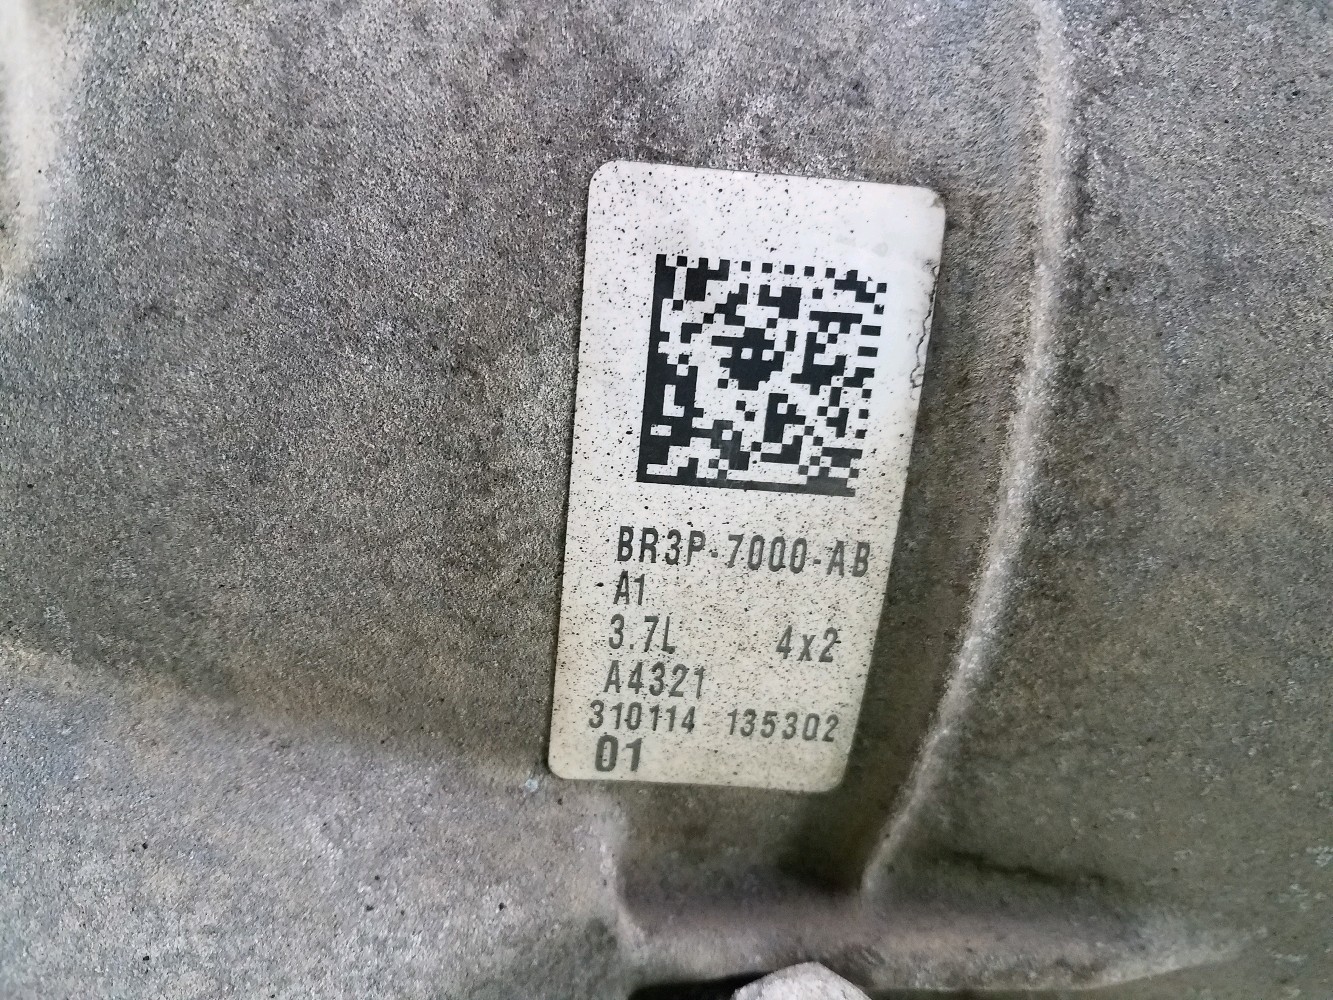 BR3P-7000-AB
A1
3.7L 4x2
A4321
310114 135302
01